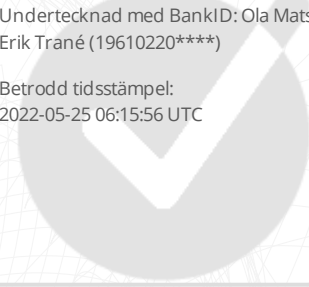 Undertecknad med BankID: Ola Mats
Erik Trané (19610220****)
Betrodd tidsstämpel:
2022-05-25 06:15:56 UTC